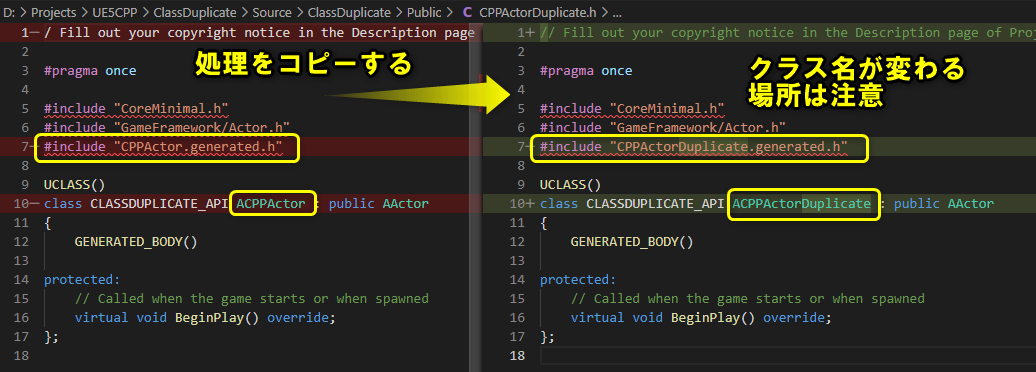 D: > Projects > UE5CPP > ClassDuplicate > Source > ClassDuplicate > Public > C CPPActorDuplicate.h > ...
1− / Fill out your copyright notice in the Description page
2
3 #pragma once
4
5 #include "CoreMinimal.h"
6 #include "GameFramework/Actor.h"
7− #include "CPPActor.generated.h"
8
9 UCLASS()
10− class CLASSDUPLICATE_API ACPPActor : public AActor
11 {
12 GENERATED_BODY()
13
14 protected:
15 // Called when the game starts or when spawned
16 virtual void BeginPlay() override;
17 };
18
処理をコピーする
1+ // Fill out your copyright notice in the Description page of Proj
2
3 #pragma once
4
5 #include "CoreMinimal.h"
6 #include "GameFramework/Actor.h"
7+ #include "CPPActorDuplicate.generated.h"
8
9 UCLASS()
10+ class CLASSDUPLICATE_API ACPPActorDuplicate : public AActor
11 {
12 GENERATED_BODY()
13
14 protected:
15 // Called when the game starts or when spawned
16 virtual void BeginPlay() override;
17 };
18
クラス名が変わる
場所は注意